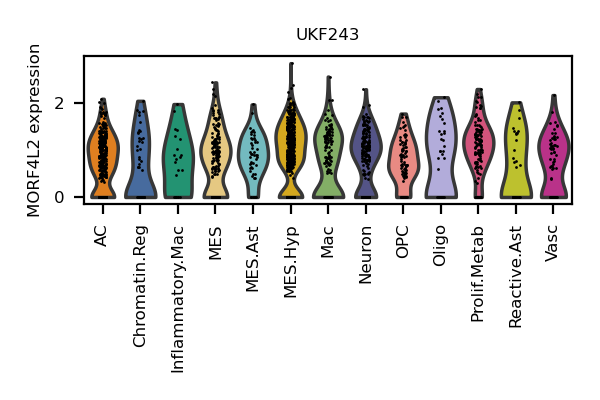 UKF243
MORF4L2 expression
2
0
AC
Chromatin.Reg
Inflammatory.Mac
MES
MES.Ast
MES.Hyp
Mac
Neuron
OPC
Oligo
Prolif.Metab
Reactive.Ast
Vasc